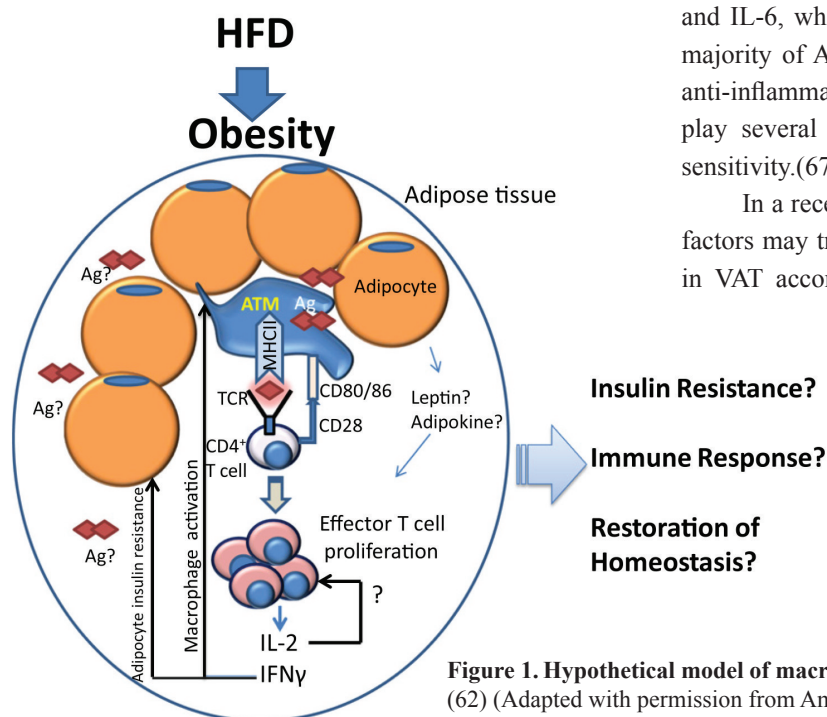 HFD
Obesity
Adipose tissue
Ag?
Adipocyte
ATM
Ag
MHCII
Ag?
TCR
CD80/86
CD28
CD4+
T cell
Leptin?
Adipokine?
Ag?
Effector T cell
proliferation
?
IL-2
IFNγ
Adipocyte insulin resistance
Macrophage activation
Insulin Resistance?
Immune Response?
Restoration of
Homeostasis?
and IL-6, wh
majority of A
anti-inflamma
play several
sensitivity.(67
In a rece
factors may tr
in VAT accor
Figure 1. Hypothetical model of macr
(62) (Adapted with permission from An